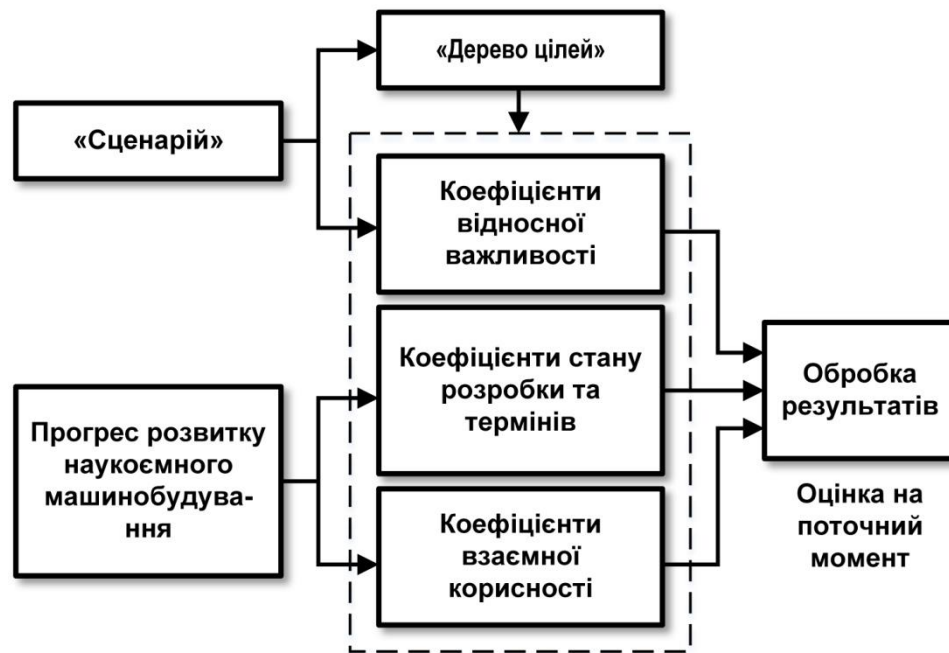 «Дерево цілей»
«Сценарій»
Коефіцієнти
відносної
важливості
Коефіцієнти стану
розробки та
термінів
Прогрес розвитку
наукоємного
машинобудува-
ння
Коефіцієнти
взаємної
корисності
Обробка
результатів
Оцінка на
поточний
момент